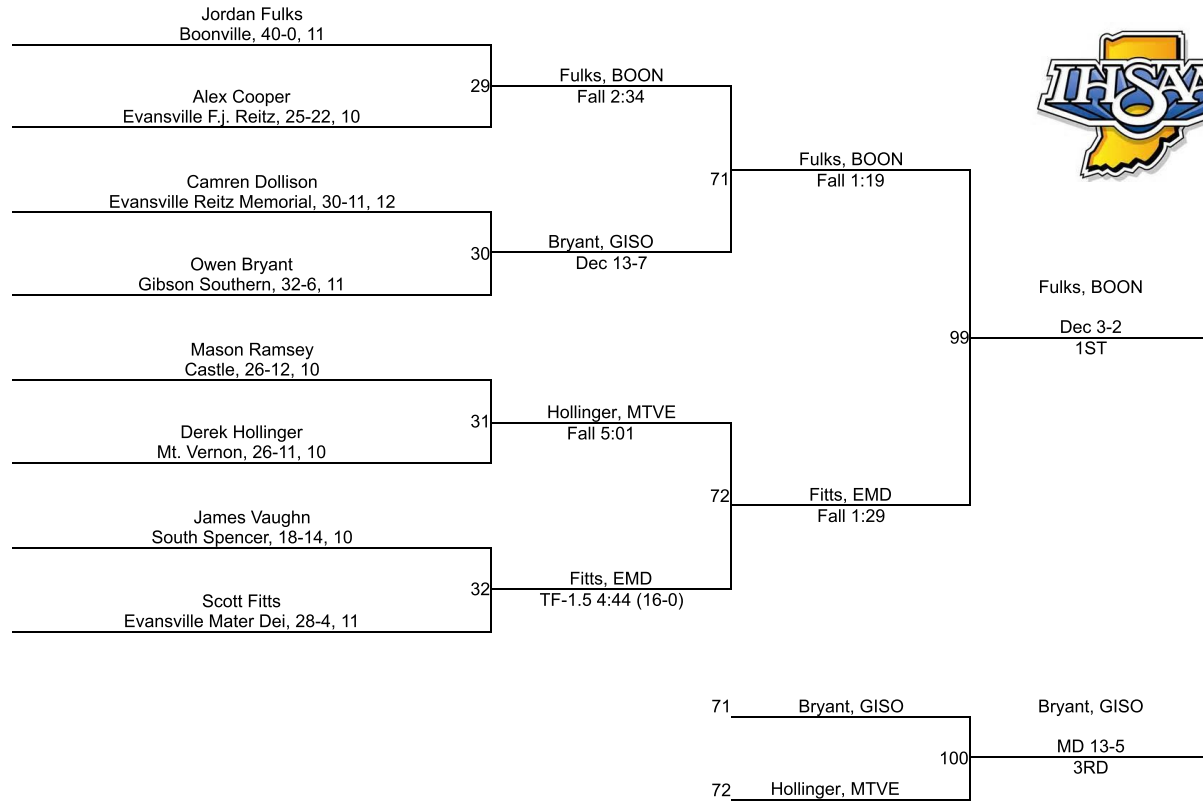 Jordan Fulks
Boonville, 40-0, 11
29
Fulks, BOON
Fall 2:34
Alex Cooper
Evansville F.j. Reitz, 25-22, 10
71
Fulks, BOON
Fall 1:19
Camren Dollison
Evansville Reitz Memorial, 30-11, 12
30
Bryant, GISO
Dec 13-7
Owen Bryant
Gibson Southern, 32-6, 11
99
Fulks, BOON
Dec 3-2
1ST
Mason Ramsey
Castle, 26-12, 10
31
Hollinger, MTVE
Fall 5:01
Derek Hollinger
Mt. Vernon, 26-11, 10
72
Fitts, EMD
Fall 1:29
James Vaughn
South Spencer, 18-14, 10
32
Fitts, EMD
TF-1.5 4:44 (16-0)
Scott Fitts
Evansville Mater Dei, 28-4, 11
71
Bryant, GISO
100
Bryant, GISO
MD 13-5
3RD
72
Hollinger, MTVE
IHSAA